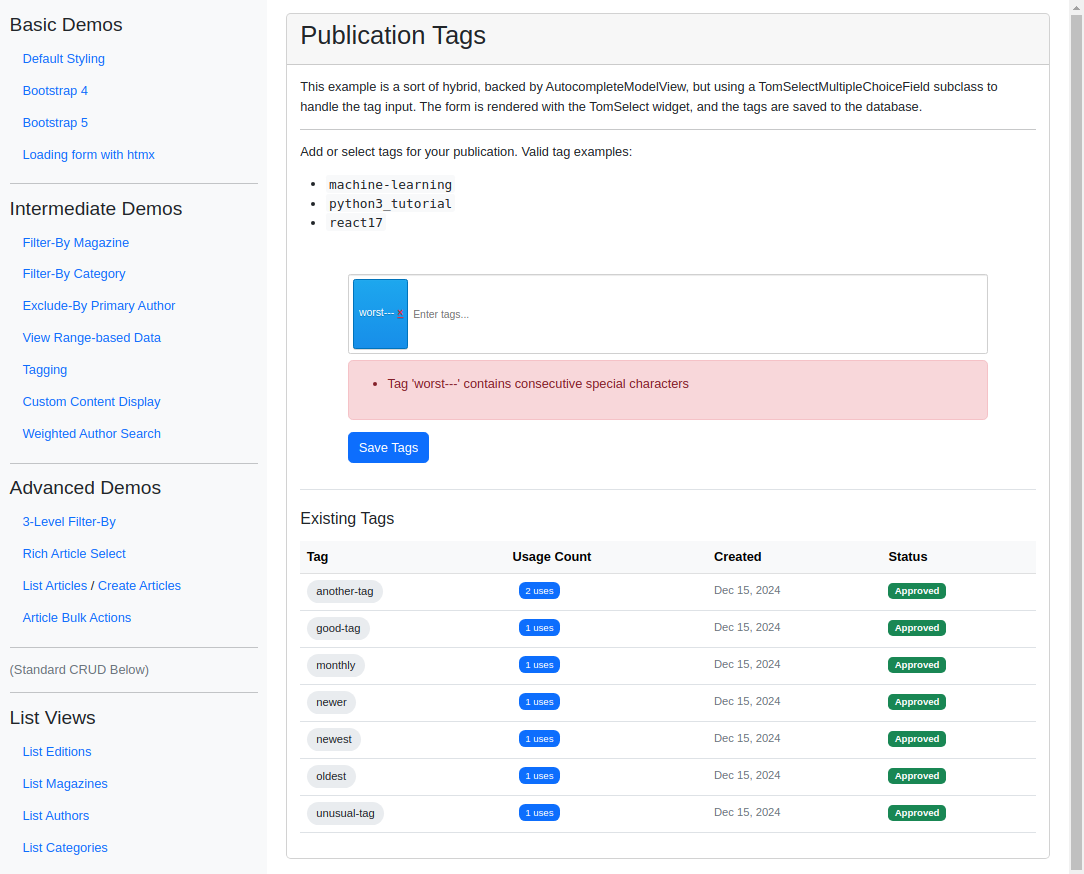 Basic Demos
Default Styling
Bootstrap 4
Bootstrap 5
Loading form with htmx
Intermediate Demos
Filter-By Magazine
Filter-By Category
Exclude-By Primary Author
View Range-based Data
Tagging
Custom Content Display
Weighted Author Search
Advanced Demos
3-Level Filter-By
Rich Article Select
List Articles / Create Articles
Article Bulk Actions
(Standard CRUD Below)
List Views
List Editions
List Magazines
List Authors
List Categories
Publication Tags
This example is a sort of hybrid, backed by AutocompleteModelView, but using a TomSelectMultipleChoiceField subclass to
handle the tag input. The form is rendered with the TomSelect widget, and the tags are saved to the database.
Add or select tags for your publication. Valid tag examples:
• machine-learning
• python3_tutorial
• react17
worst--- × Enter tags...
• Tag 'worst---' contains consecutive special characters
Save Tags
Existing Tags
Tag Usage Count Created Status
another-tag 2 uses Dec 15, 2024 Approved
good-tag 1 uses Dec 15, 2024 Approved
monthly 1 uses Dec 15, 2024 Approved
newer 1 uses Dec 15, 2024 Approved
newest 1 uses Dec 15, 2024 Approved
oldest 1 uses Dec 15, 2024 Approved
unusual-tag 1 uses Dec 15, 2024 Approved